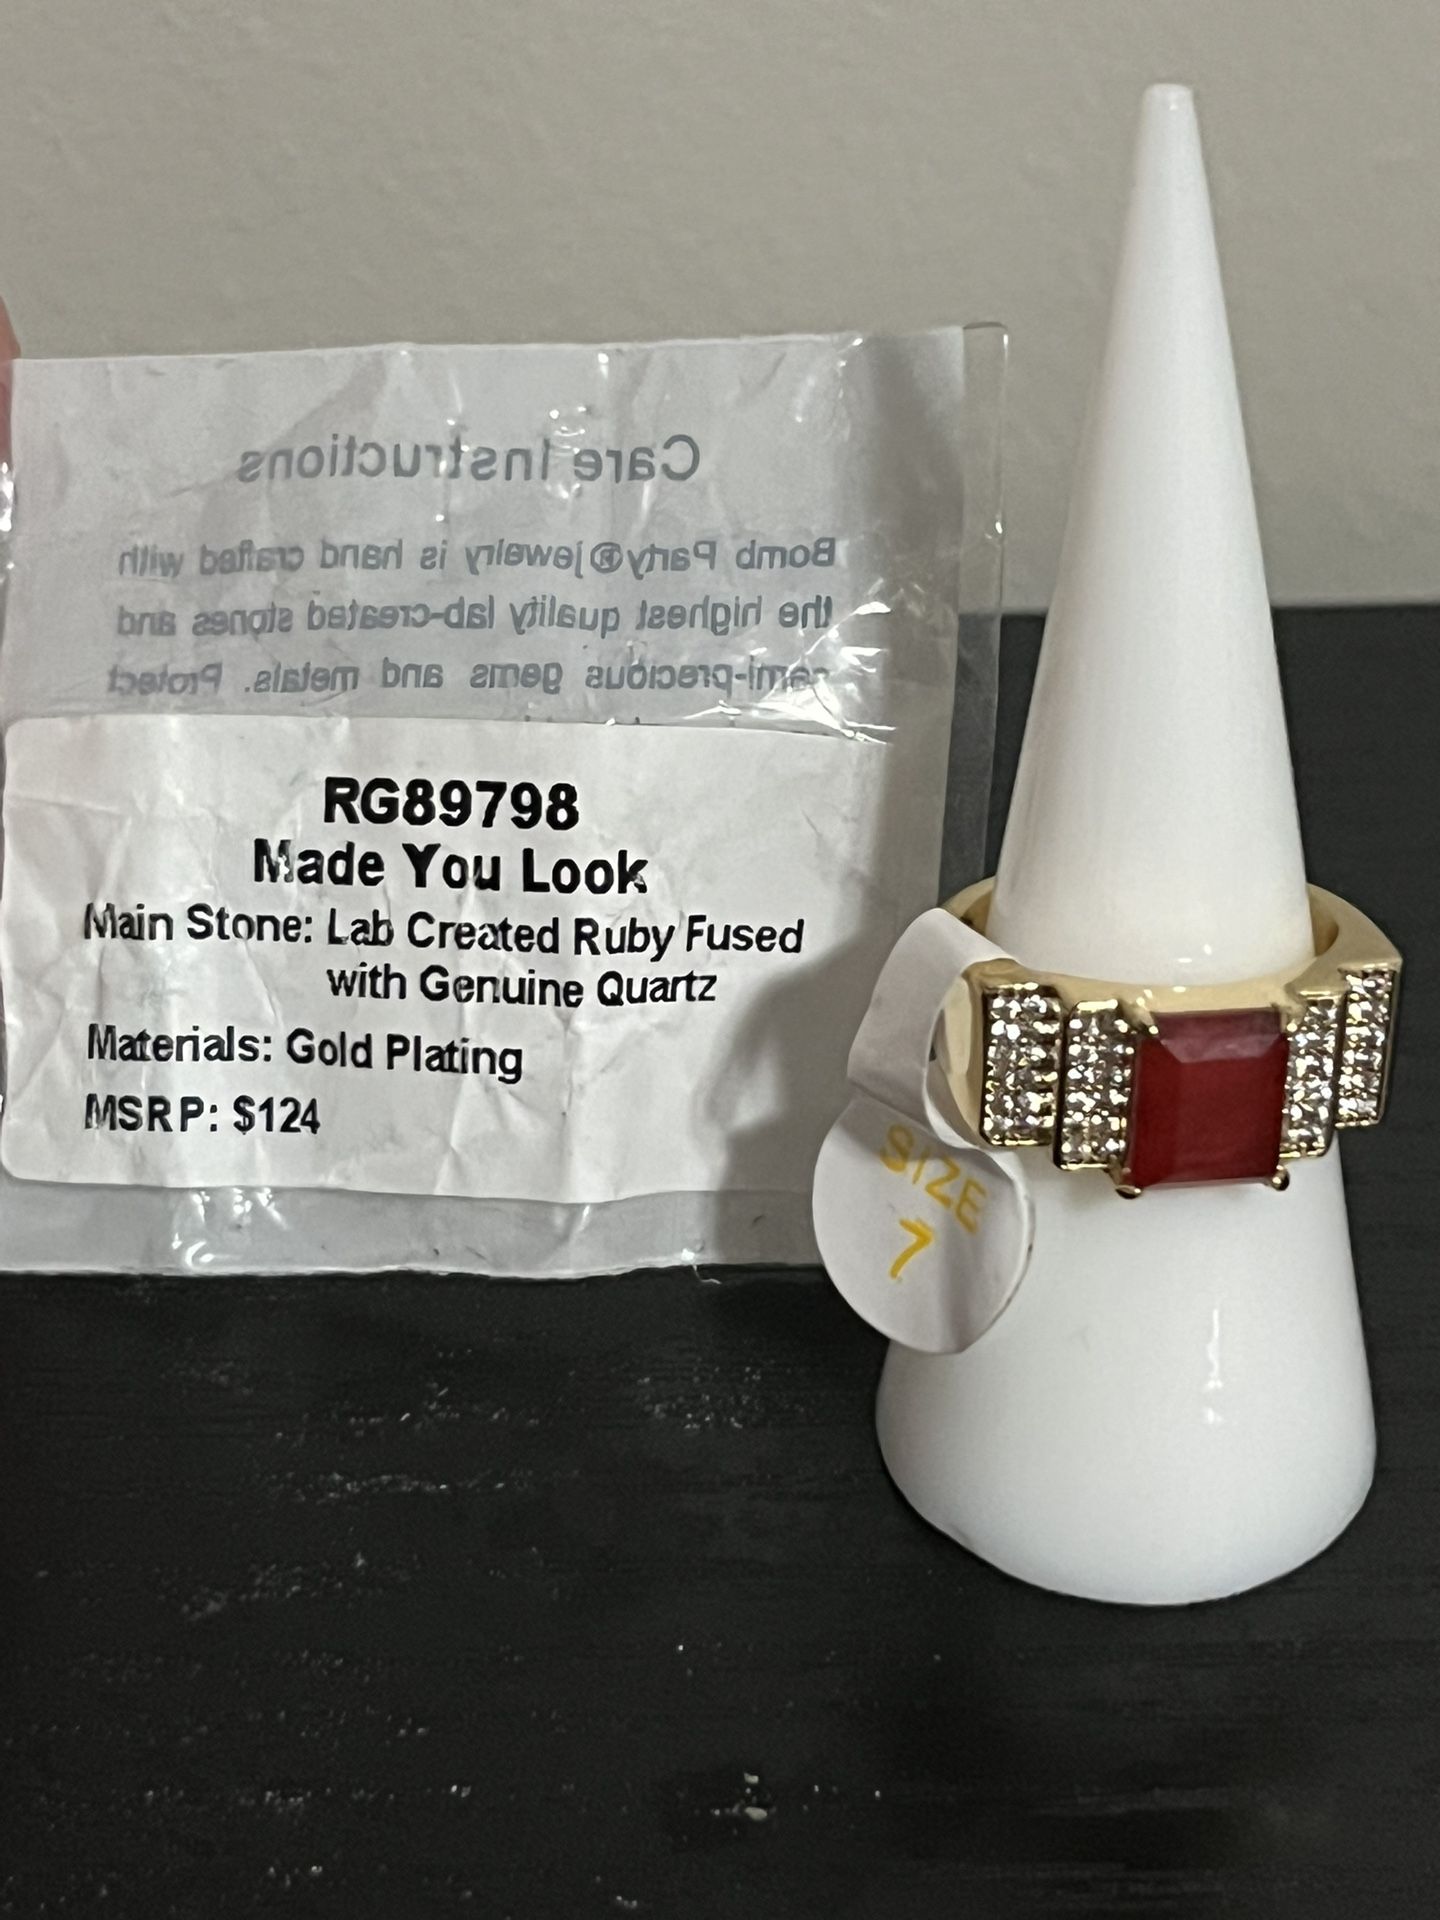 Care Instructions
Bomb Party® jewelry is hand crafted with
the highest quality lab-created stones and
semi-precious gems and metals. Protect
RG89798
Made You Look
Main Stone: Lab Created Ruby Fused
with Genuine Quartz
Materials: Gold Plating
MSRP: $124
SIZE
7